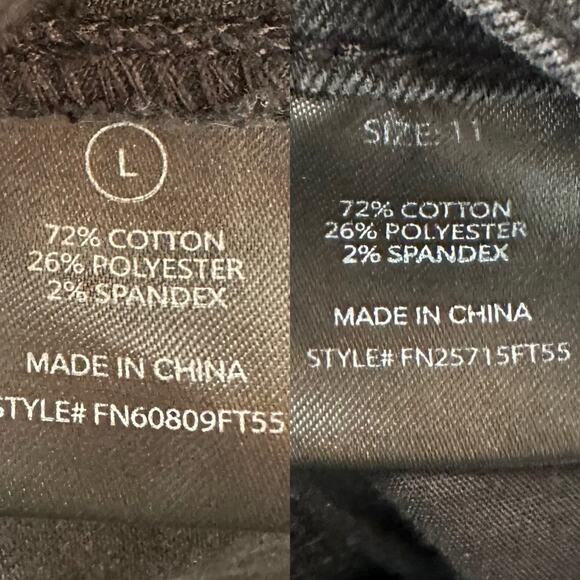 L
72% COTTON
26% POLYESTER
2% SPANDEX
MADE IN CHINA
STYLE# FN60809FT55
SIZE: 11
72% COTTON
26% POLYESTER
2% SPANDEX
MADE IN CHINA
STYLE# FN25715FT55